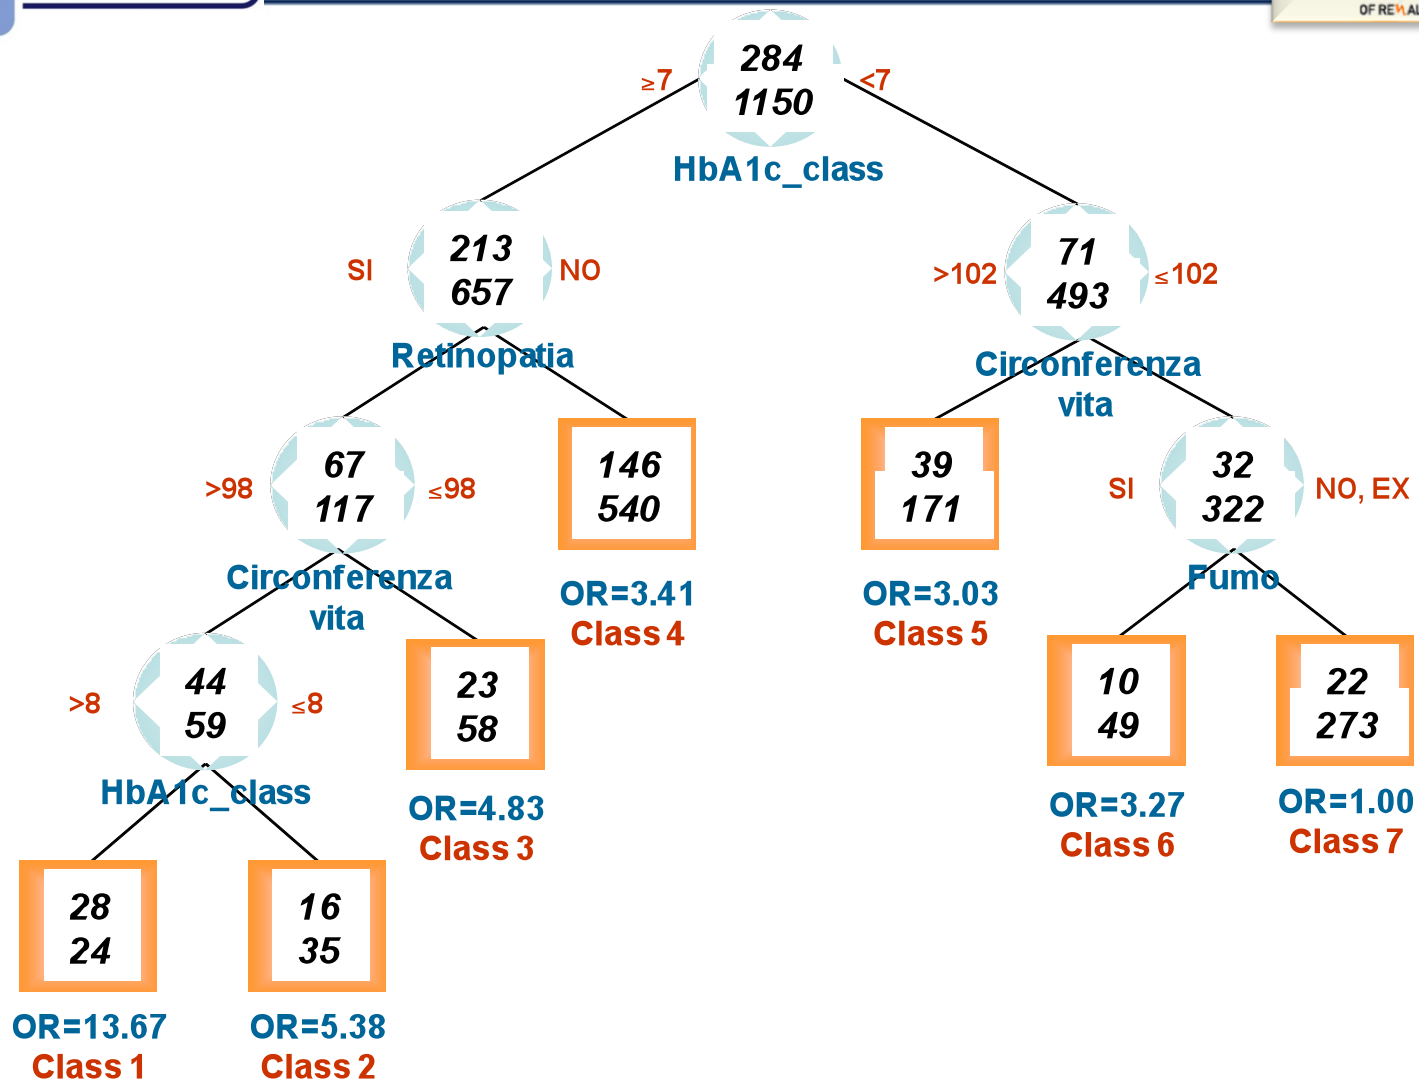 OF RENAL
284
≥7
<7
1150
HbA1c_class
213
71
SI
NO
>102
≤102
657
493
Retinopatia
Circonferenza
vita
67
146
39
32
>98
≤98
SI
NO, EX
117
540
171
322
Circonferenza
vita
Fumo
OR=3.41
Class 4
OR=3.03
Class 5
44
23
10
22
>8
≤8
59
58
49
273
HbA1c_class
OR=4.83
Class 3
OR=3.27
Class 6
OR=1.00
Class 7
28
16
24
35
OR=13.67
OR=5.38
Class 1
Class 2